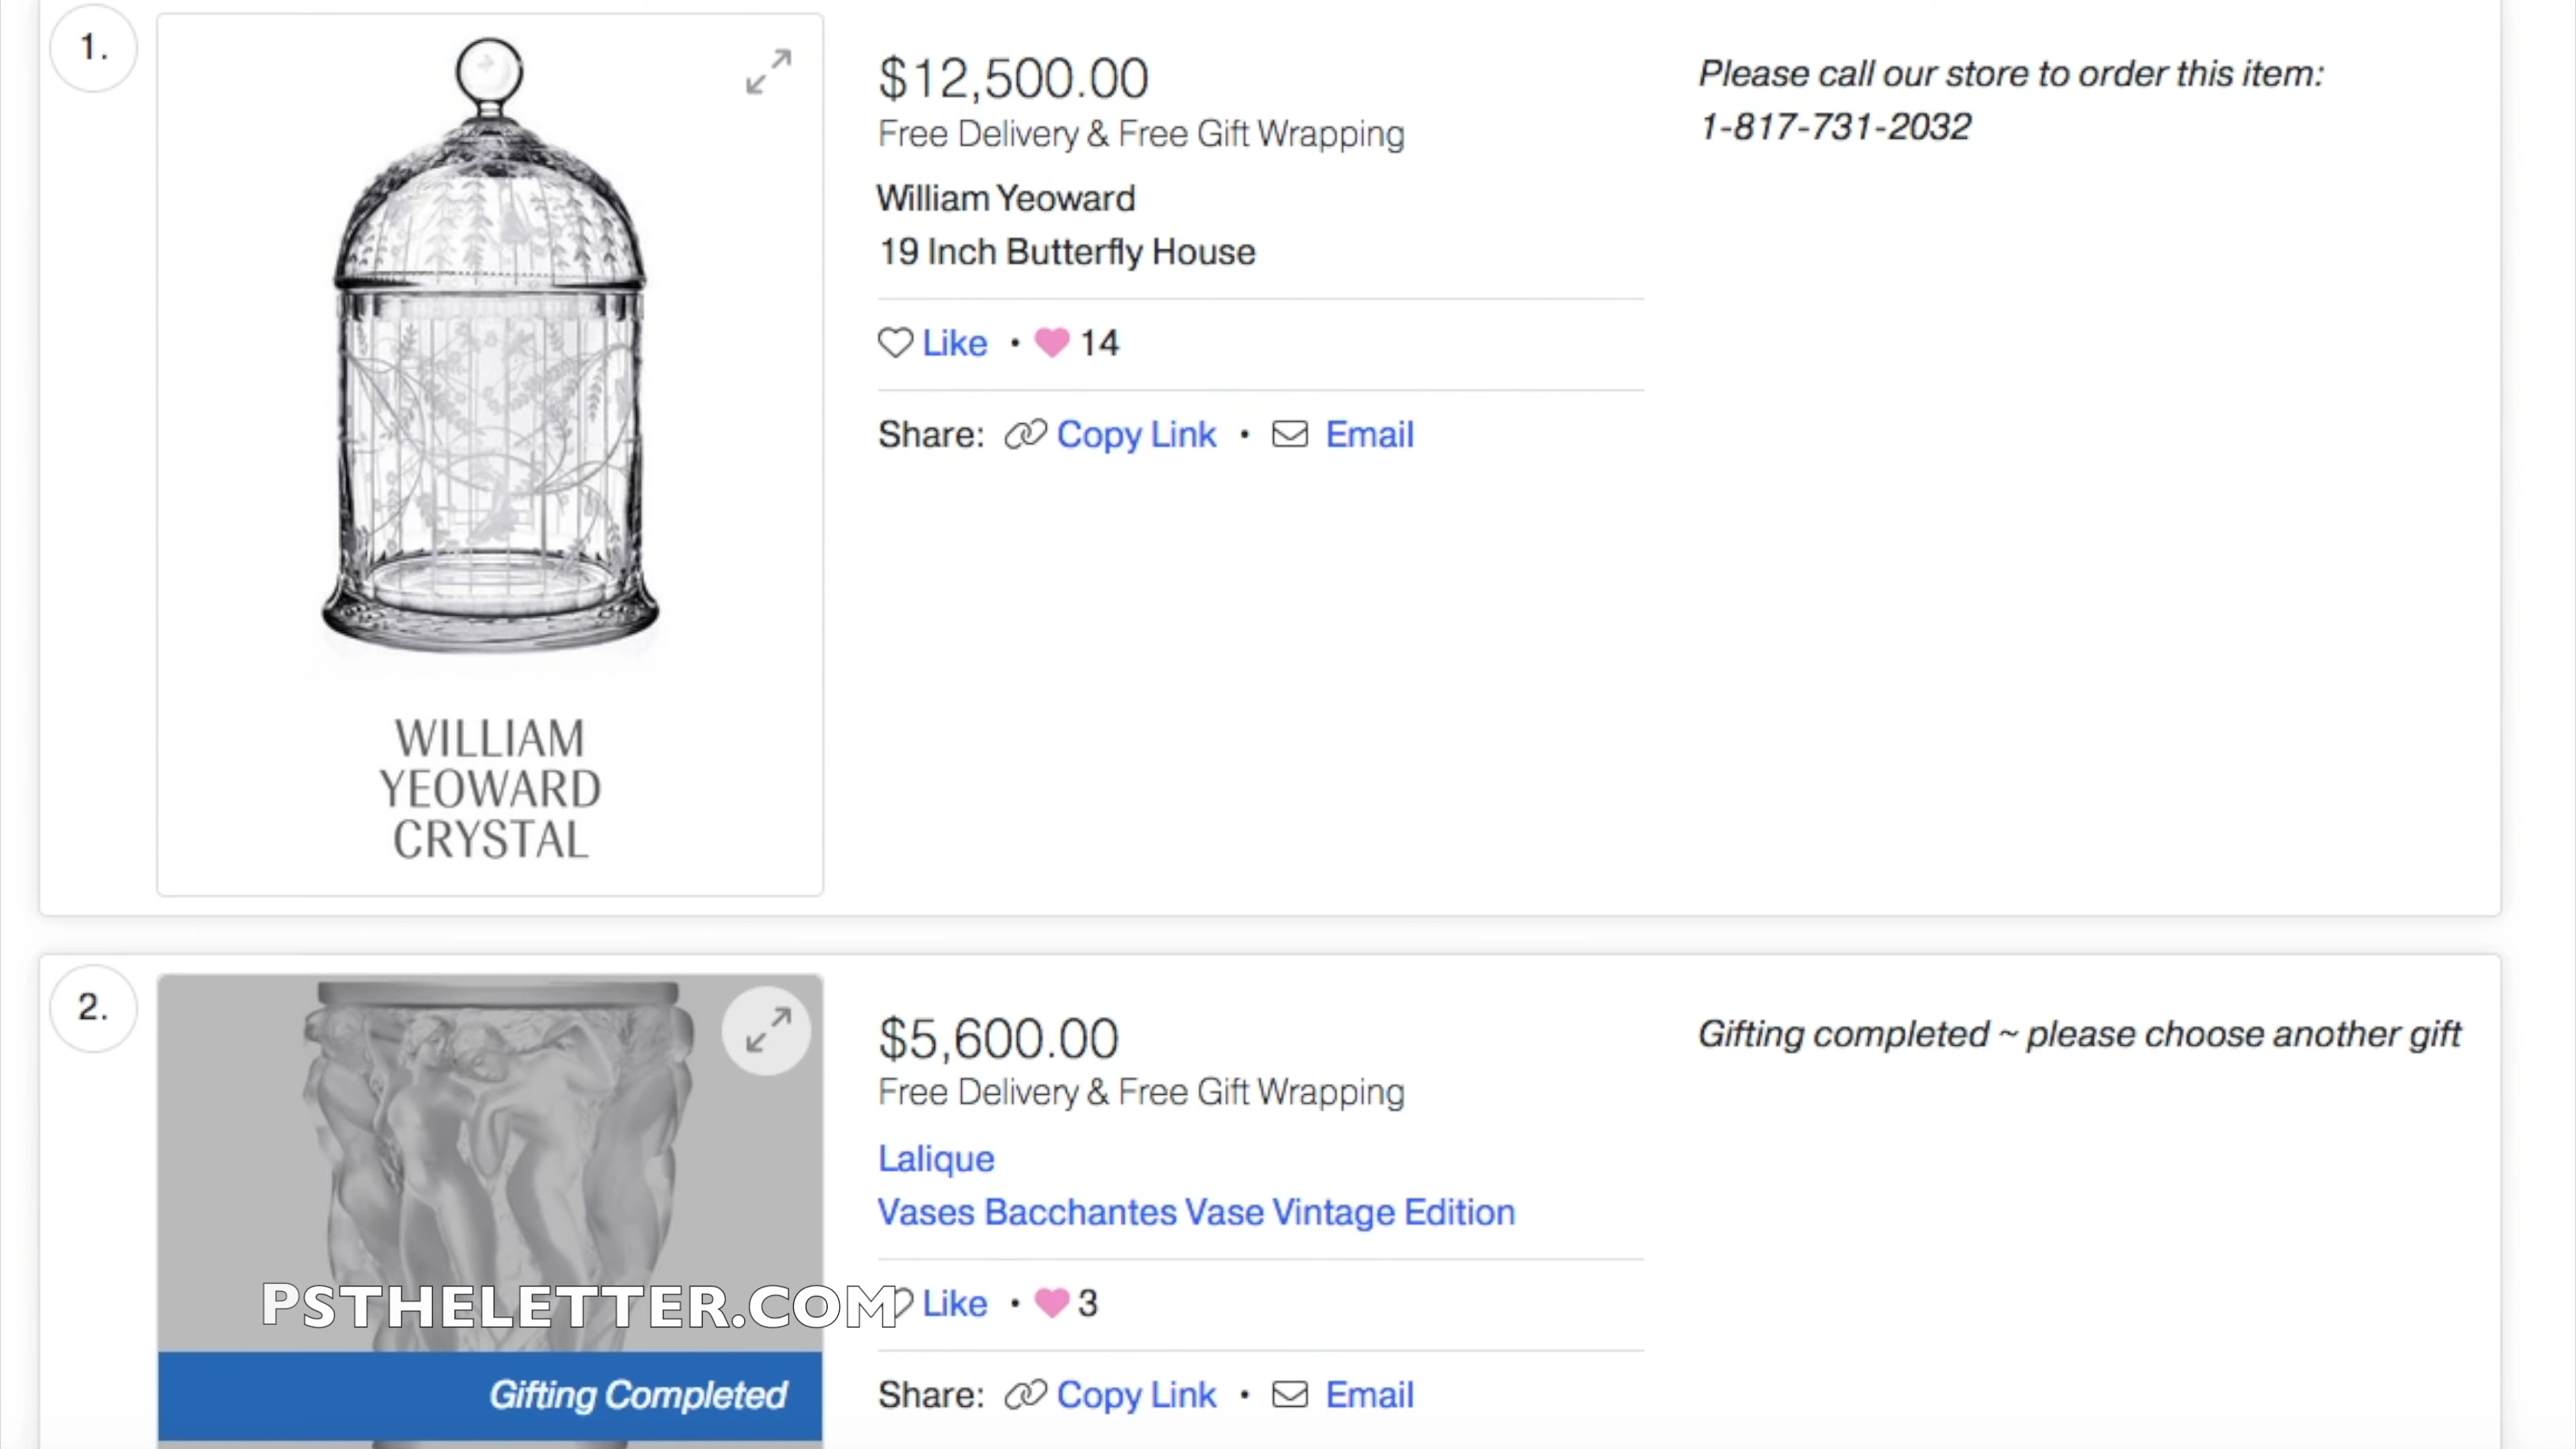 1.
$12,500.00
Free Delivery & Free Gift Wrapping
William Yeoward
19 Inch Butterfly House
Like • 14
Share: Copy Link • Email
Please call our store to order this item:
1-817-731-2032
WILLIAM
YEOWARD
CRYSTAL
2.
$5,600.00
Free Delivery & Free Gift Wrapping
Lalique
Vases Bacchantes Vase Vintage Edition
Like • 3
Share: Copy Link • Email
Gifting completed ~ please choose another gift
PSTHELETTER.COM
Gifting Completed